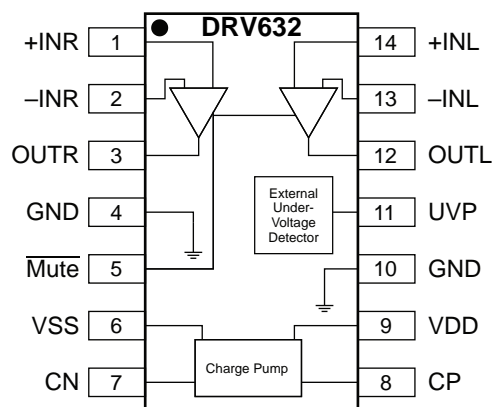 DRV632
+INR 1 14 +INL
–INR 2 13 –INL
OUTR 3 12 OUTL
GND 4 External Under- Voltage Detector 11 UVP
Mute 5 10 GND
VSS 6 9 VDD
CN 7 Charge Pump 8 CP